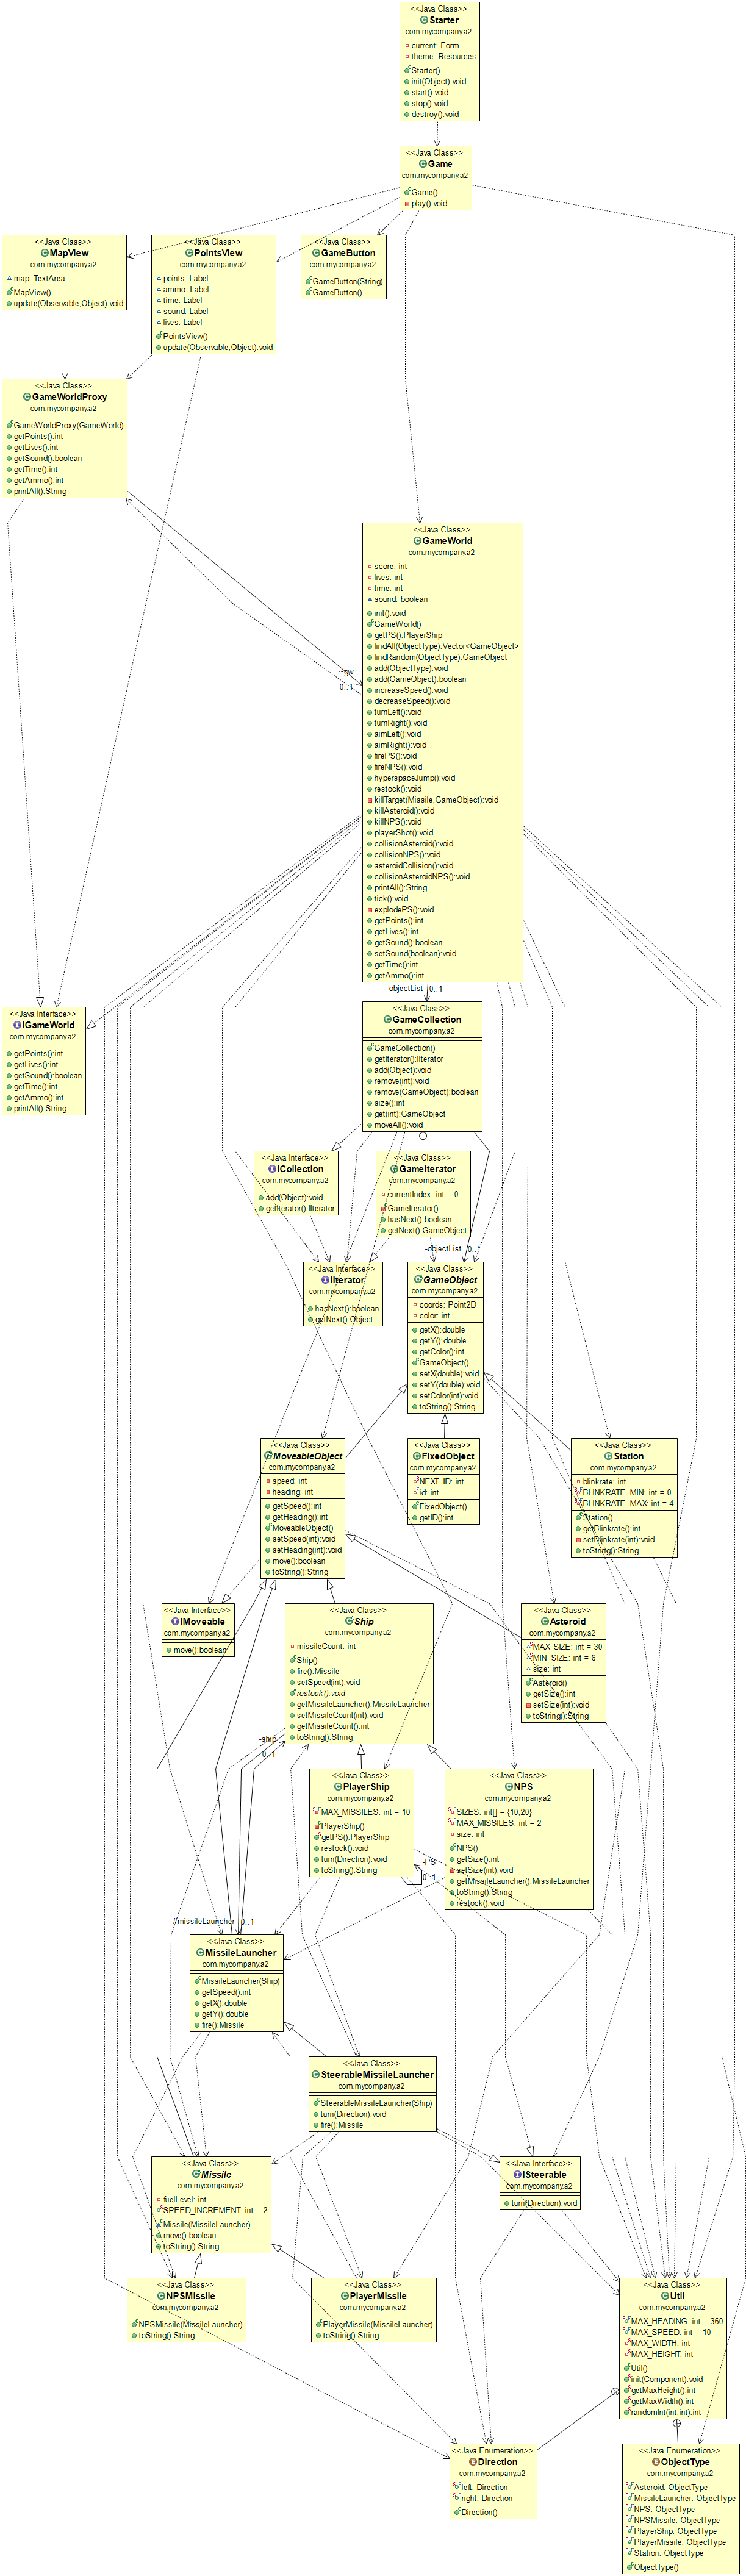 <<Java Class>>
Starter
com.mycompany.a2
current: Form
theme: Resources
Starter()
init(Object):void
start():void
stop():void
destroy():void
<<Java Class>>
Game
com.mycompany.a2
Game()
play():void
<<Java Class>>
MapView
com.mycompany.a2
map: TextArea
MapView()
update(Observable,Object):void
<<Java Class>>
PointsView
com.mycompany.a2
points: Label
ammo: Label
time: Label
sound: Label
lives: Label
PointsView()
update(Observable,Object):void
<<Java Class>>
GameButton
com.mycompany.a2
GameButton(String)
GameButton()
<<Java Class>>
GameWorldProxy
com.mycompany.a2
GameWorldProxy(GameWorld)
getPoints():int
getLives():int
getSound():boolean
getTime():int
getAmmo():int
printAll():String
<<Java Class>>
GameWorld
com.mycompany.a2
score: int
lives: int
time: int
sound: boolean
init():void
GameWorld()
getPS():PlayerShip
findAll(ObjectType):Vector<GameObject>
findRandom(ObjectType):GameObject
add(ObjectType):void
add(GameObject):boolean
increaseSpeed():void
decreaseSpeed():void
turnLeft():void
turnRight():void
aimLeft():void
aimRight():void
firePS():void
fireNPS():void
hyperspaceJump():void
restock():void
killTarget(Missile,GameObject):void
killAsteroid():void
killNPS():void
playerShot():void
collisionAsteroid():void
collisionNPS():void
asteroidCollision():void
collisionAsteroidNPS():void
printAll():String
tick():void
explodePS():void
getPoints():int
getLives():int
getSound():boolean
setSound(boolean):void
getTime():int
getAmmo():int
~gw
0..1
-objectList 0..1
<<Java Interface>>
IGameWorld
com.mycompany.a2
getPoints():int
getLives():int
getSound():boolean
getTime():int
getAmmo():int
printAll():String
<<Java Class>>
GameCollection
com.mycompany.a2
GameCollection()
getIterator():IIterator
add(Object):void
remove(int):void
remove(GameObject):boolean
size():int
get(int):GameObject
moveAll():void
<<Java Interface>>
ICollection
com.mycompany.a2
add(Object):void
getIterator():IIterator
<<Java Class>>
GameIterator
com.mycompany.a2
currentIndex: int = 0
GameIterator()
hasNext():boolean
getNext():GameObject
-objectList 0..*
<<Java Interface>>
IIterator
com.mycompany.a2
hasNext():boolean
getNext():Object
<<Java Class>>
GameObject
com.mycompany.a2
coords: Point2D
color: int
getX():double
getY():double
getColor():int
GameObject()
setX(double):void
setY(double):void
setColor(int):void
toString():String
<<Java Class>>
MoveableObject
com.mycompany.a2
speed: int
heading: int
getSpeed():int
getHeading():int
MoveableObject()
setSpeed(int):void
setHeading(int):void
move():boolean
toString():String
<<Java Class>>
FixedObject
com.mycompany.a2
NEXT_ID: int
id: int
FixedObject()
getID():int
<<Java Class>>
Station
com.mycompany.a2
blinkrate: int
BLINKRATE_MIN: int = 0
BLINKRATE_MAX: int = 4
Station()
getBlinkrate():int
setBlinkrate(int):void
toString():String
<<Java Interface>>
IMoveable
com.mycompany.a2
move():boolean
<<Java Class>>
Ship
com.mycompany.a2
missileCount: int
Ship()
fire():Missile
setSpeed(int):void
restock():void
getMissileLauncher():MissileLauncher
setMissileCount(int):void
getMissileCount():int
toString():String
<<Java Class>>
Asteroid
com.mycompany.a2
MAX_SIZE: int = 30
MIN_SIZE: int = 6
size: int
Asteroid()
getSize():int
setSize(int):void
toString():String
-ship
0..1
<<Java Class>>
PlayerShip
com.mycompany.a2
MAX_MISSILES: int = 10
PlayerShip()
getPS():PlayerShip
restock():void
turn(Direction):void
toString():String
-PS
0..1
<<Java Class>>
NPS
com.mycompany.a2
SIZES: int[] = {10,20}
MAX_MISSILES: int = 2
size: int
NPS()
getSize():int
setSize(int):void
getMissileLauncher():MissileLauncher
toString():String
restock():void
#missileLauncher 0..1
<<Java Class>>
MissileLauncher
com.mycompany.a2
MissileLauncher(Ship)
getSpeed():int
getX():double
getY():double
fire():Missile
<<Java Class>>
SteerableMissileLauncher
com.mycompany.a2
SteerableMissileLauncher(Ship)
turn(Direction):void
fire():Missile
<<Java Class>>
Missile
com.mycompany.a2
fuelLevel: int
SPEED_INCREMENT: int = 2
Missile(MissileLauncher)
move():boolean
toString():String
<<Java Interface>>
ISteerable
com.mycompany.a2
turn(Direction):void
<<Java Class>>
NPSMissile
com.mycompany.a2
NPSMissile(MissileLauncher)
toString():String
<<Java Class>>
PlayerMissile
com.mycompany.a2
PlayerMissile(MissileLauncher)
toString():String
<<Java Class>>
Util
com.mycompany.a2
MAX_HEADING: int = 360
MAX_SPEED: int = 10
MAX_WIDTH: int
MAX_HEIGHT: int
Util()
init(Component):void
getMaxHeight():int
getMaxWidth():int
randomInt(int,int):int
<<Java Enumeration>>
Direction
com.mycompany.a2
left: Direction
right: Direction
Direction()
<<Java Enumeration>>
ObjectType
com.mycompany.a2
Asteroid: ObjectType
MissileLauncher: ObjectType
NPS: ObjectType
NPSMissile: ObjectType
PlayerShip: ObjectType
PlayerMissile: ObjectType
Station: ObjectType
ObjectType()